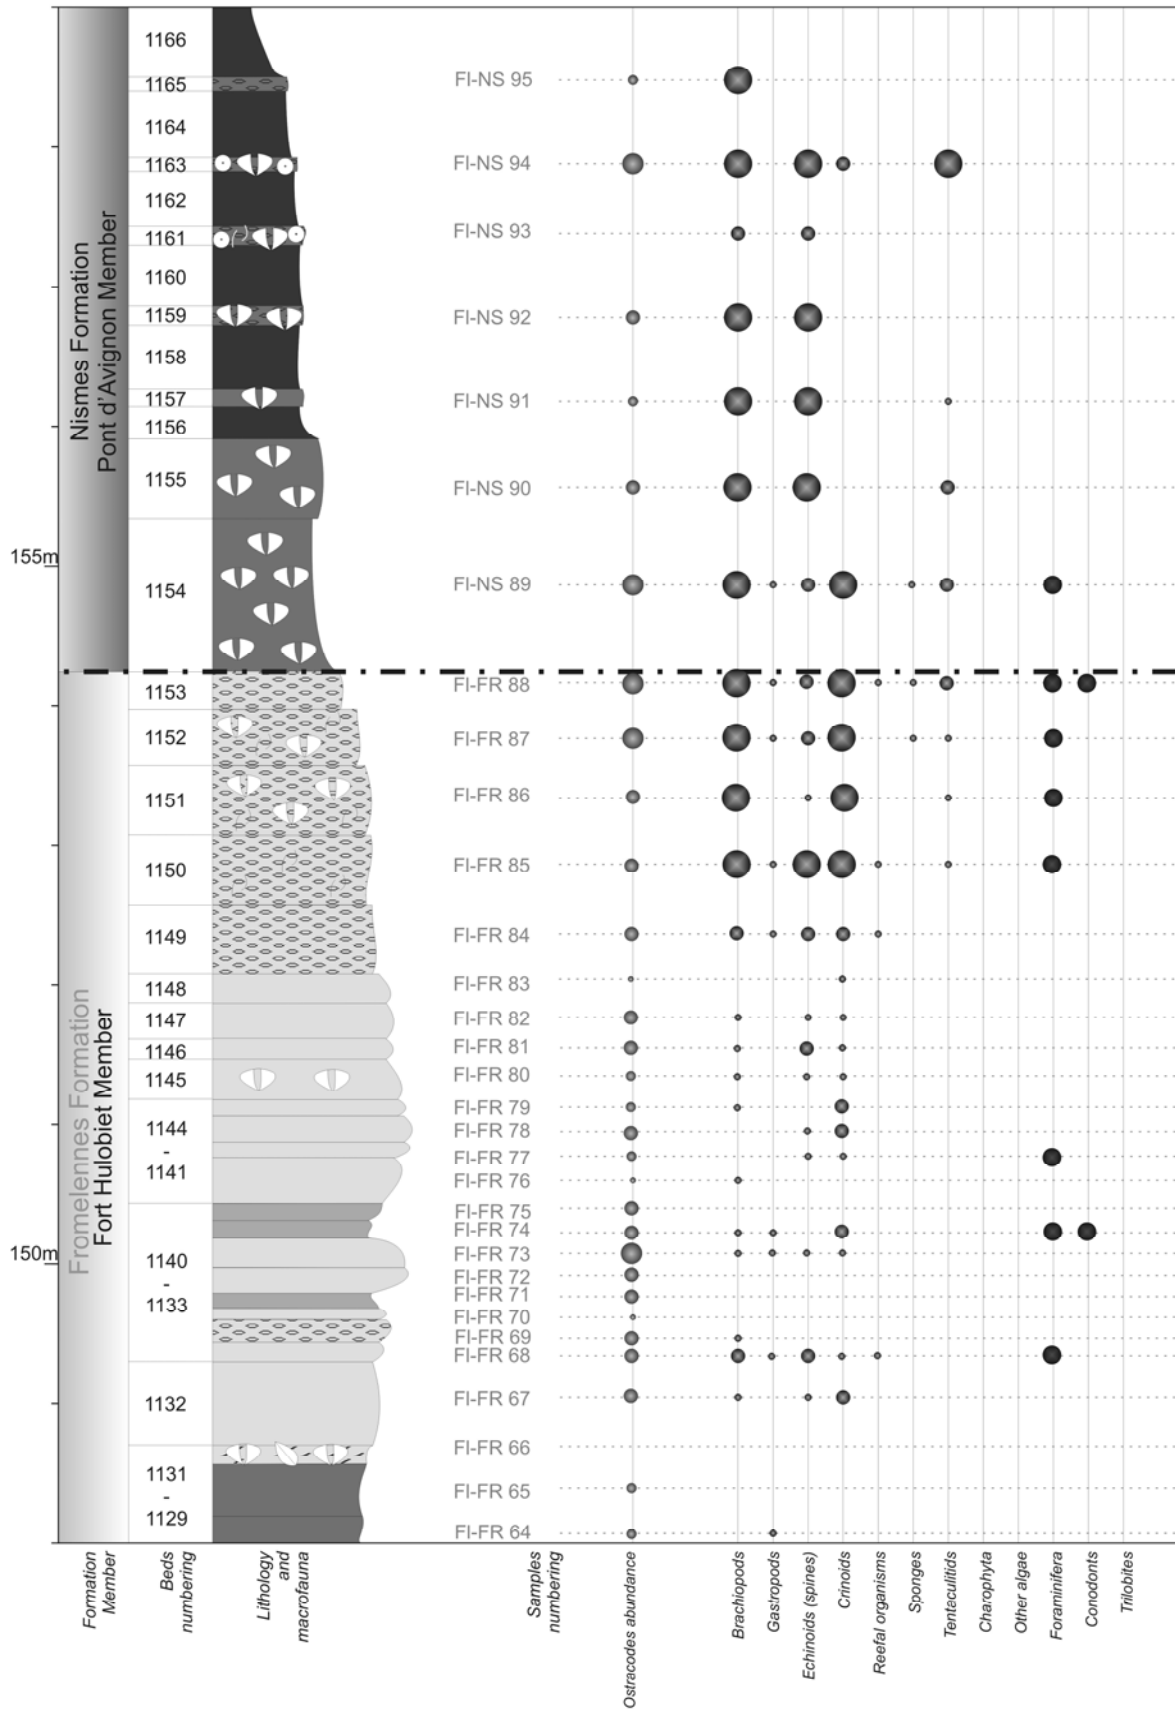 Nismes Formation
Pont d'Avignon Member
Fromelennes Formation
Fort Hulobiet Member
155m
150m
1166
1165
1164
1163
1162
1161
1160
1159
1158
1157
1156
1155
1154
1153
1152
1151
1150
1149
1148
1147
1146
1145
1144
-
1141
1140
-
1133
1132
1131
-
1129
FI-NS 95
FI-NS 94
FI-NS 93
FI-NS 92
FI-NS 91
FI-NS 90
FI-NS 89
FI-FR 88
FI-FR 87
FI-FR 86
FI-FR 85
FI-FR 84
FI-FR 83
FI-FR 82
FI-FR 81
FI-FR 80
FI-FR 79
FI-FR 78
FI-FR 77
FI-FR 76
FI-FR 75
FI-FR 74
FI-FR 73
FI-FR 72
FI-FR 71
FI-FR 70
FI-FR 69
FI-FR 68
FI-FR 67
FI-FR 66
FI-FR 65
FI-FR 64
Formation
Member
Beds
numbering
Lithology
and
macrofauna
Samples
numbering
Ostracodes abundance
Brachiopods
Gastropods
Echinoids (spines)
Crinoids
Reefal organisms
Sponges
Tentaculitids
Charophyta
Other algae
Foraminifera
Conodonts
Trilobites